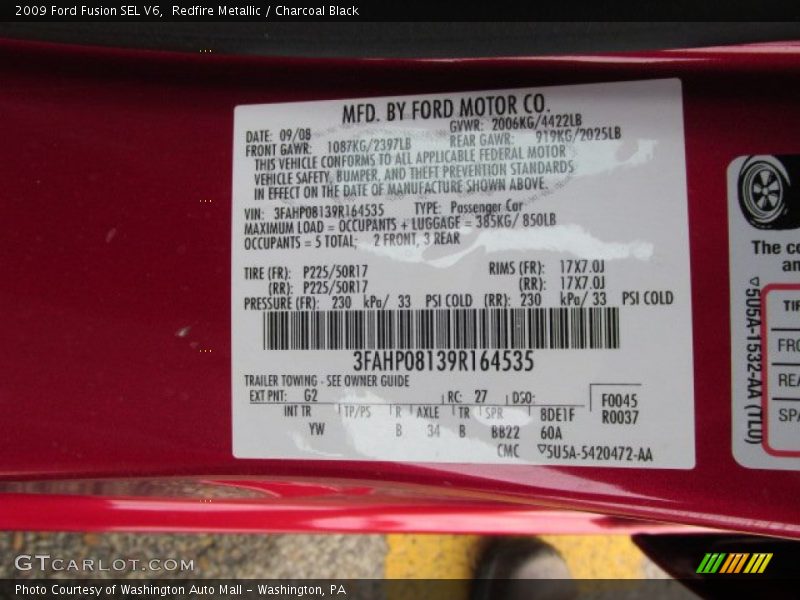 2009 Ford Fusion SEL V6, Redfire Metallic / Charcoal Black
MFD. BY FORD MOTOR CO.
DATE: 09/08 GVWR: 2006KG/4422LB
FRONT GAWR: 1087KG/2397LB REAR GAWR: 919KG/2025LB
THIS VEHICLE CONFORMS TO ALL APPLICABLE FEDERAL MOTOR
VEHICLE SAFETY, BUMPER, AND THEFT PREVENTION STANDARDS
IN EFFECT ON THE DATE OF MANUFACTURE SHOWN ABOVE.
VIN: 3FAHP08139R164535 TYPE: Passenger Car
MAXIMUM LOAD = OCCUPANTS + LUGGAGE = 385KG/ 850LB
OCCUPANTS = 5 TOTAL; 2 FRONT, 3 REAR
TIRE (FR): P225/50R17 RIMS (FR): 17X7.0J
(RR): P225/50R17 (RR): 17X7.0J
PRESSURE (FR): 230 kPa/ 33 PSI COLD (RR): 230 kPa/ 33 PSI COLD
3FAHP08139R164535
TRAILER TOWING - SEE OWNER GUIDE
EXT PNT: G2 RC: 27 DSO: F0045
INT TR TP/PS R AXLE TR SPR 8DE1F R0037
YW B 34 B BB22 60A
CMC ▽5U5A-5420472-AA
The co
an
▽5U5A-1532-AA (TLO)
TIR
FRO
REA
SPA
GTCARLOT.COM
Photo Courtesy of Washington Auto Mall - Washington, PA